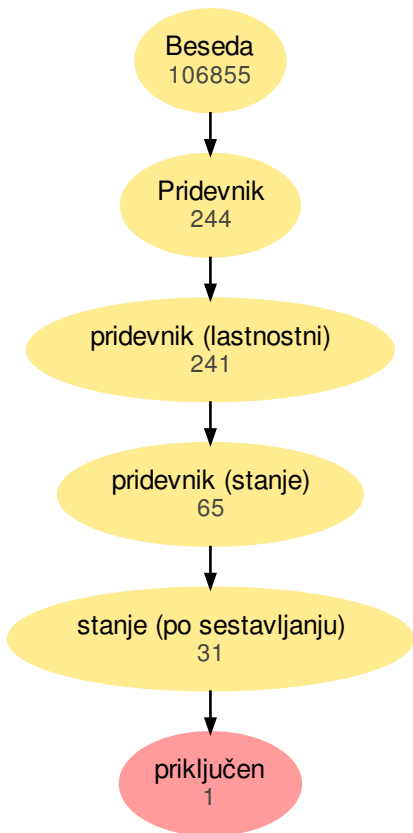 Beseda
106855
Pridevnik
244
pridevnik (lastnostni)
241
pridevnik (stanje)
65
stanje (po sestavljanju)
31
priključen
1